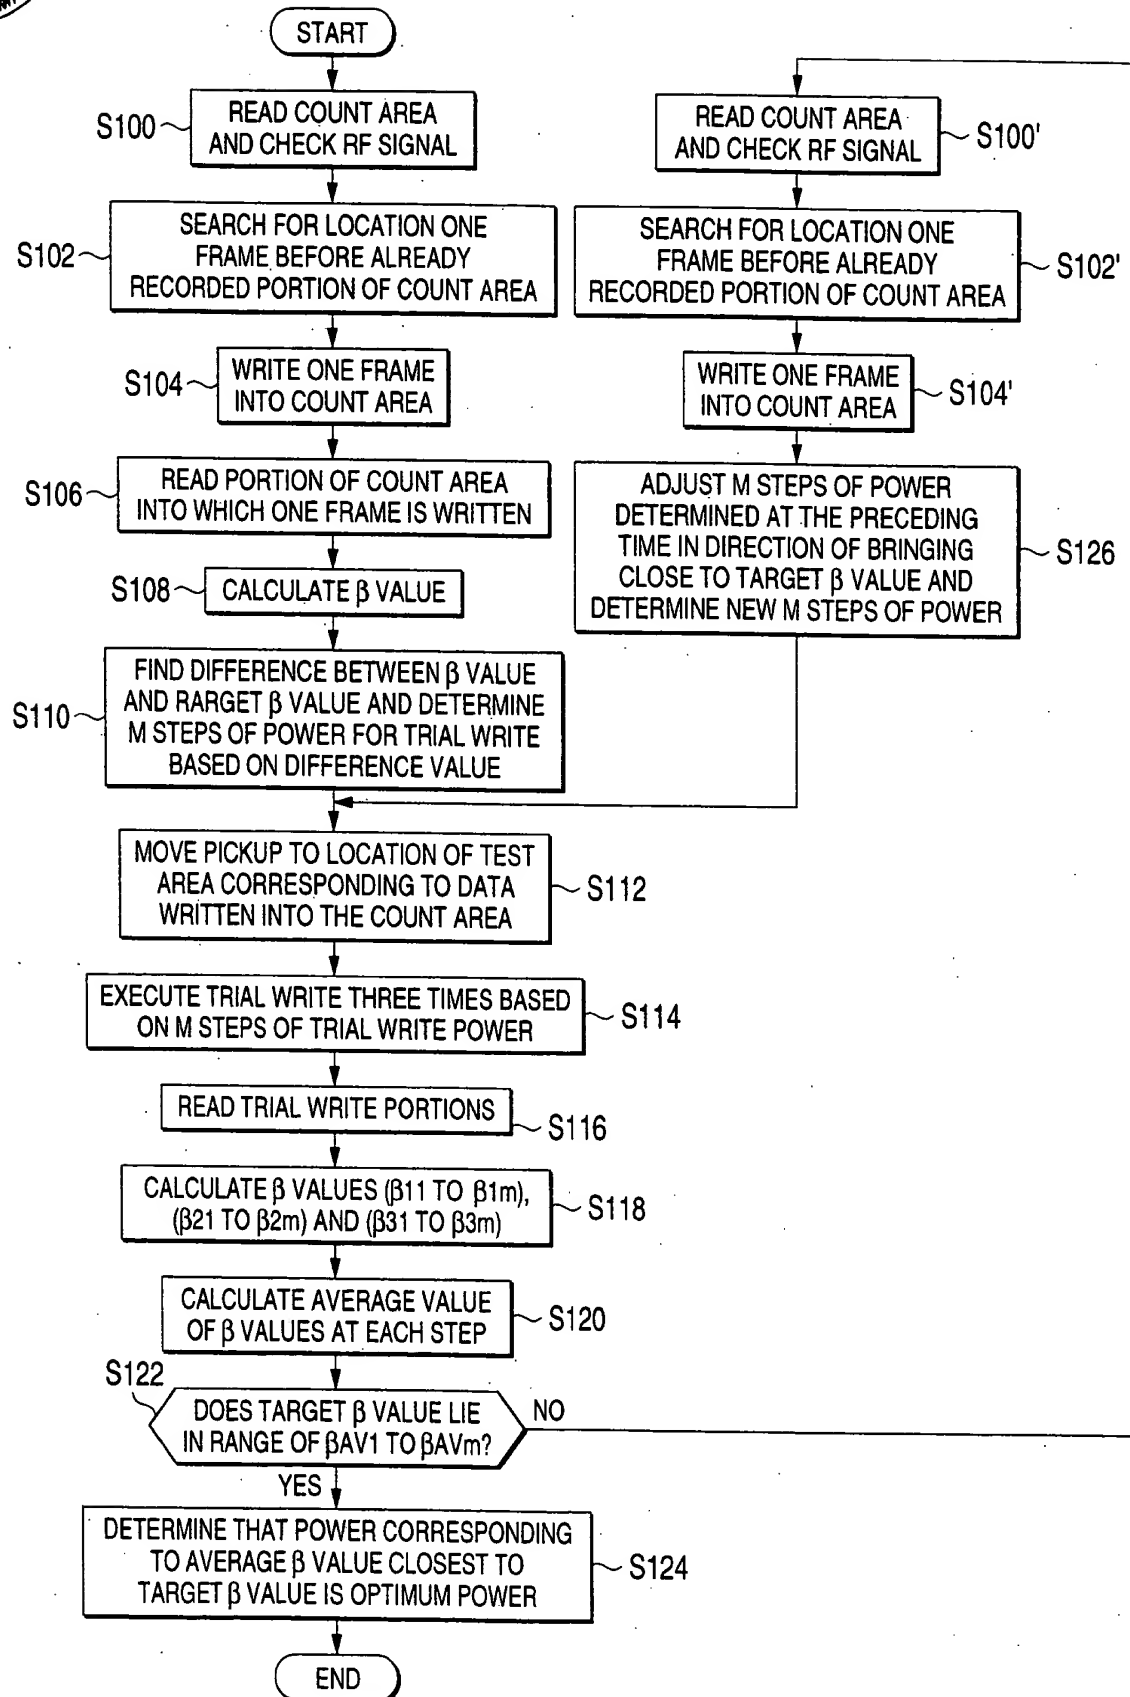 START
S100
READ COUNT AREA
AND CHECK RF SIGNAL
S102
SEARCH FOR LOCATION ONE
FRAME BEFORE ALREADY
RECORDED PORTION OF COUNT AREA
S104
WRITE ONE FRAME
INTO COUNT AREA
S106
READ PORTION OF COUNT AREA
INTO WHICH ONE FRAME IS WRITTEN
S108
CALCULATE β VALUE
S110
FIND DIFFERENCE BETWEEN β VALUE
AND RARGET β VALUE AND DETERMINE
M STEPS OF POWER FOR TRIAL WRITE
BASED ON DIFFERENCE VALUE
READ COUNT AREA
AND CHECK RF SIGNAL
S100'
SEARCH FOR LOCATION ONE
FRAME BEFORE ALREADY
RECORDED PORTION OF COUNT AREA
S102'
WRITE ONE FRAME
INTO COUNT AREA
S104'
ADJUST M STEPS OF POWER
DETERMINED AT THE PRECEDING
TIME IN DIRECTION OF BRINGING
CLOSE TO TARGET β VALUE AND
DETERMINE NEW M STEPS OF POWER
S126
MOVE PICKUP TO LOCATION OF TEST
AREA CORRESPONDING TO DATA
WRITTEN INTO THE COUNT AREA
S112
EXECUTE TRIAL WRITE THREE TIMES BASED
ON M STEPS OF TRIAL WRITE POWER
S114
READ TRIAL WRITE PORTIONS
S116
CALCULATE β VALUES (β11 TO β1m),
(β21 TO β2m) AND (β31 TO β3m)
S118
CALCULATE AVERAGE VALUE
OF β VALUES AT EACH STEP
S120
S122
DOES TARGET β VALUE LIE
IN RANGE OF βAV1 TO βAVm?
NO
YES
DETERMINE THAT POWER CORRESPONDING
TO AVERAGE β VALUE CLOSEST TO
TARGET β VALUE IS OPTIMUM POWER
S124
END